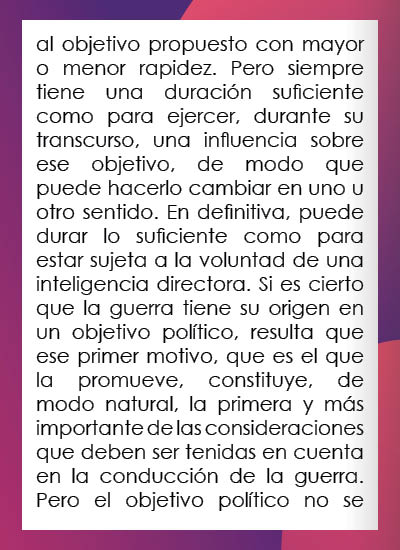 al objetivo propuesto con mayor
o menor rapidez. Pero siempre
tiene una duración suficiente
como para ejercer, durante su
transcurso, una influencia sobre
ese objetivo, de modo que
puede hacerlo cambiar en uno u
otro sentido. En definitiva, puede
durar lo suficiente como para
estar sujeta a la voluntad de una
inteligencia directora. Si es cierto
que la guerra tiene su origen en
un objetivo político, resulta que
ese primer motivo, que es el que
la promueve, constituye, de
modo natural, la primera y más
importante de las consideraciones
que deben ser tenidas en cuenta
en la conducción de la guerra.
Pero el objetivo político no se